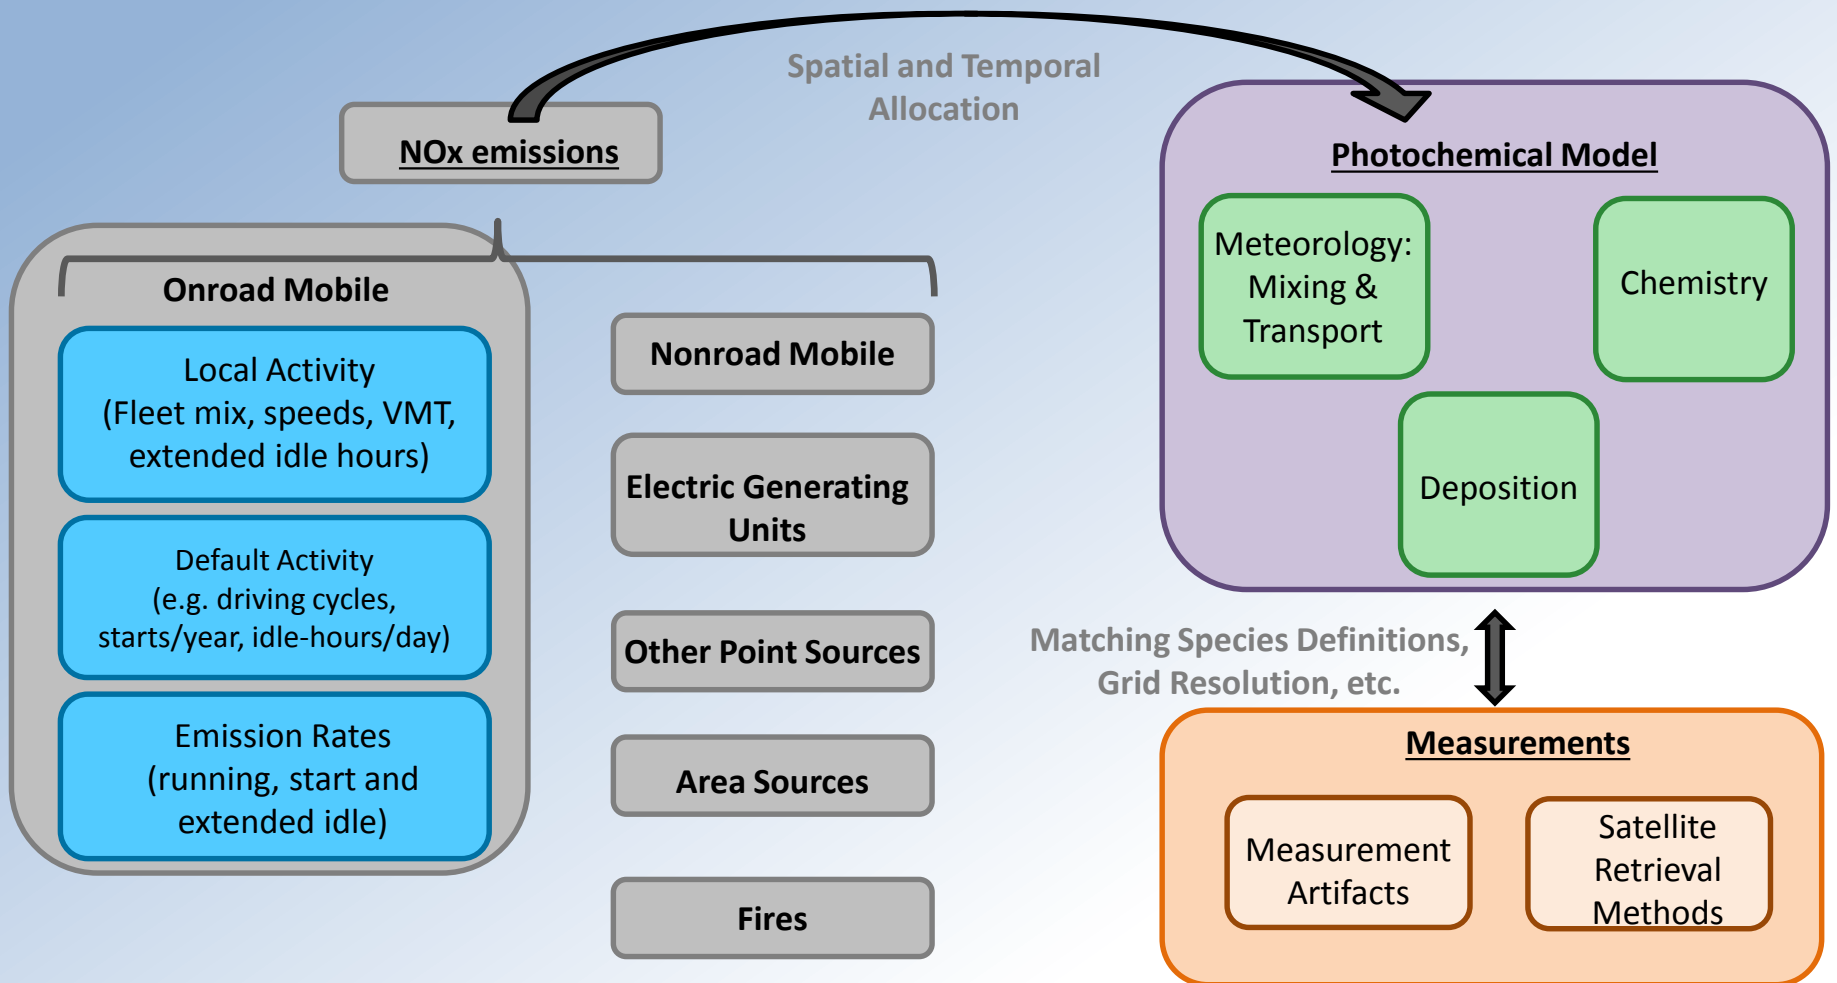 Spatial and Temporal
Allocation
NOx emissions
Onroad Mobile
Local Activity
(Fleet mix, speeds, VMT,
extended idle hours)
Default Activity
(e.g. driving cycles,
starts/year, idle-hours/day)
Emission Rates
(running, start and
extended idle)
Nonroad Mobile
Electric Generating
Units
Other Point Sources
Area Sources
Fires
Photochemical Model
Meteorology:
Mixing &
Transport
Chemistry
Deposition
Matching Species Definitions,
Grid Resolution, etc.
Measurements
Measurement
Artifacts
Satellite
Retrieval
Methods